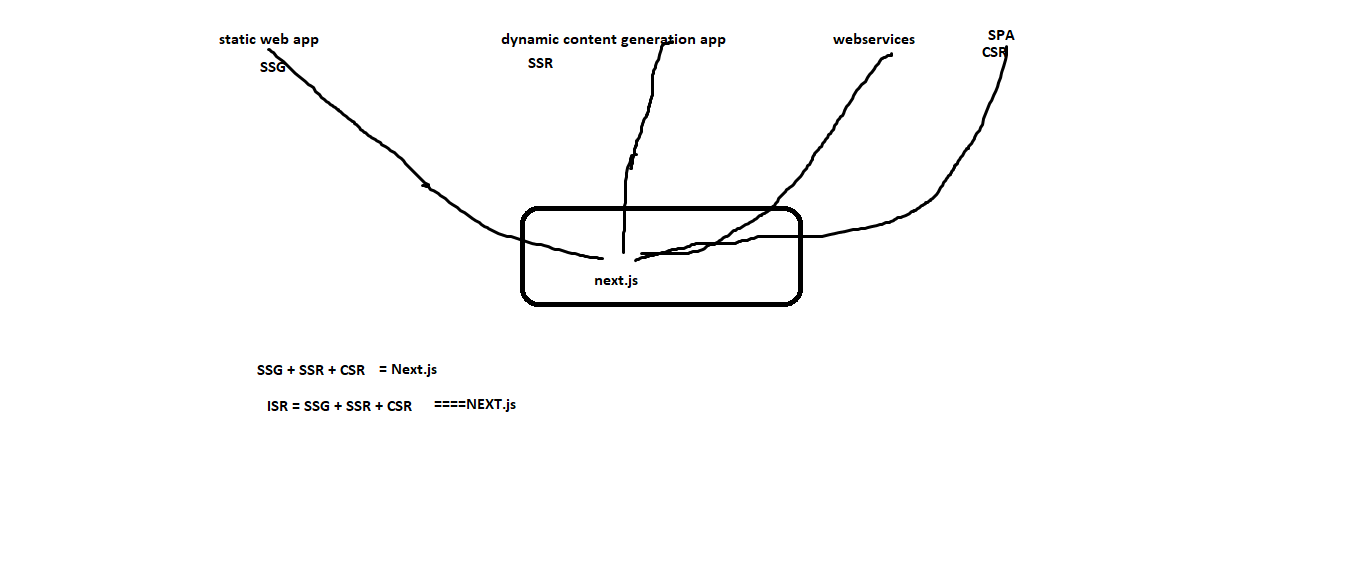 static web app
SSG
dynamic content generation app
SSR
webservices
SPA
CSR
next.js
SSG + SSR + CSR = Next.js
ISR = SSG + SSR + CSR ====NEXT.js